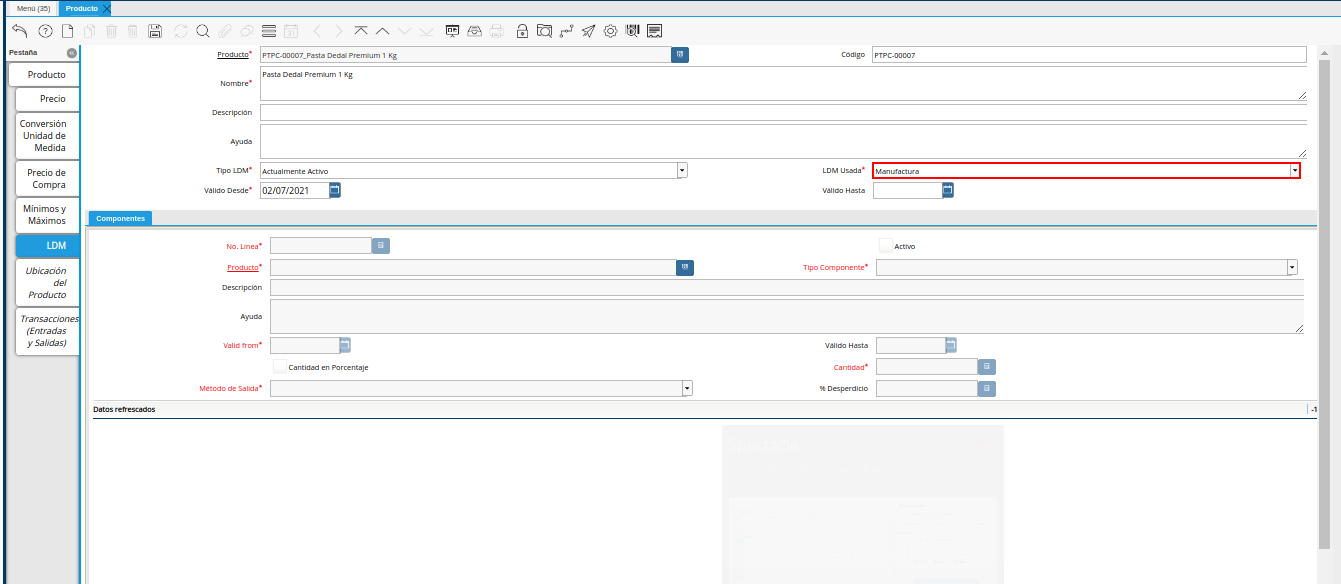 Menú (35) Producto
Pestaña
Producto
Precio
Conversión
Unidad de
Medida
Precio de
Compra
Mínimos y
Máximos
LDM
Ubicación
del
Producto
Transacciones
(Entradas
y Salidas)
Producto* PTPC-00007_Pasta Dedal Premium 1 Kg Código PTPC-00007
Nombre* Pasta Dedal Premium 1 Kg
Descripción
Ayuda
Tipo LDM* Actualmente Activo LDM Usada* Manufactura
Válido Desde* 02/07/2021 Válido Hasta
Componentes
No. Linea* Activo
Producto* Tipo Componente*
Descripción
Ayuda
Valid from* Válido Hasta
Cantidad en Porcentaje Cantidad*
Método de Salida* % Desperdicio
Datos refrescados -1